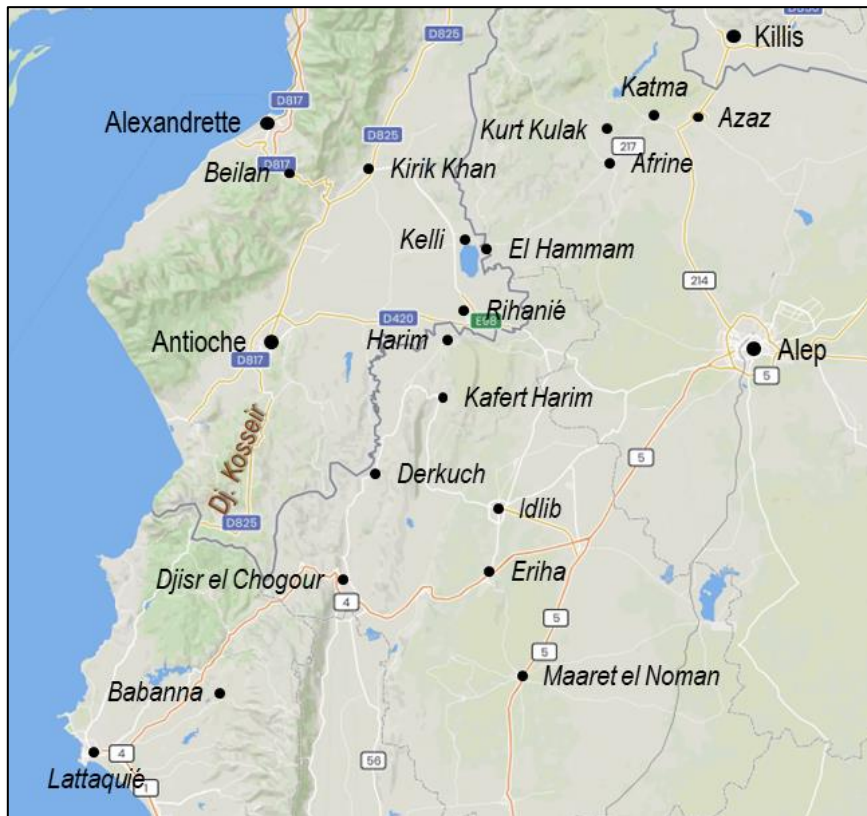 D825
Killis
Katma
D817
Alexandrette
Azaz
Kurt Kulak
D825
217
D817
Beilan
Kirik Khan
Afrine
Kelli
El Hammam
214
Rihanié
D420
E98
Harim
Antioche
D817
Alep
5
Kafert Harim
Dj. Kosseir
5
Derkuch
Idlib
D825
Djisr el Chogour
Eriha
4
5
5
Babanna
Maaret el Noman
4
Lattaquié
56
1